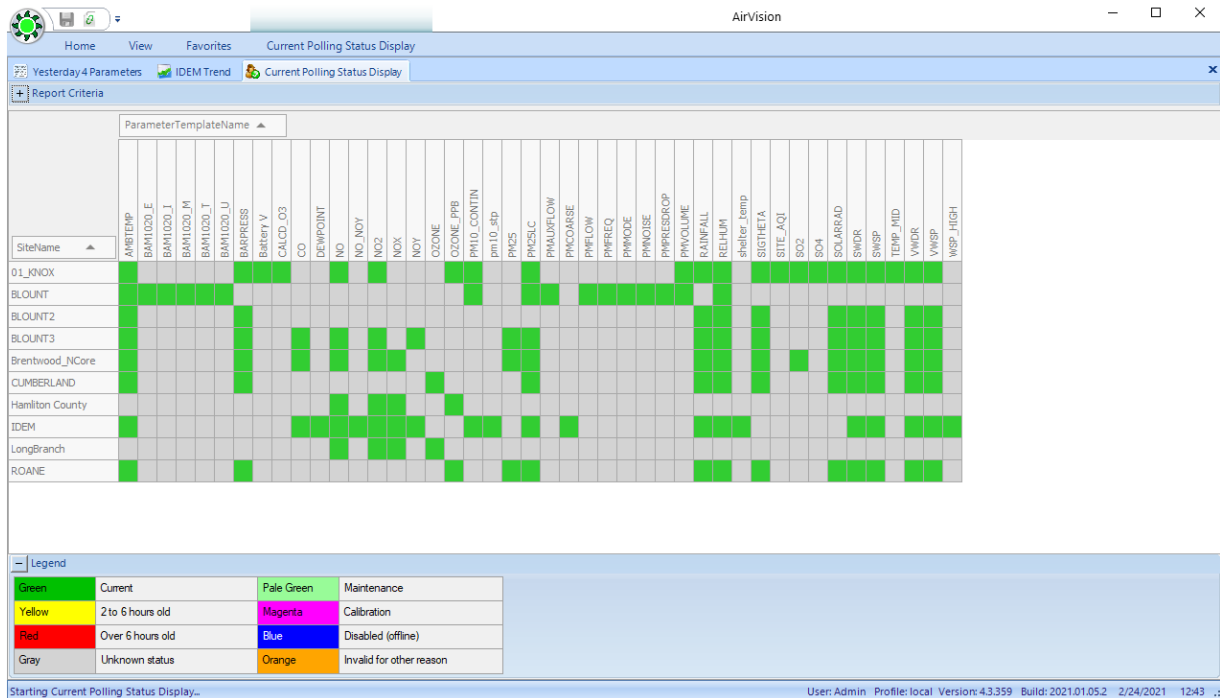 AirVision
Home View Favorites Current Polling Status Display
Yesterday 4 Parameters IDEM Trend Current Polling Status Display
Report Criteria
ParameterTemplateName
SiteName AMBTEMP BAM1020_E BAM1020_I BAM1020_M BAM1020_T BAM1020_U BARPRESS Battery V CALCD_O3 CO DEWPOINT NO NO_NOY NO2 NOX NOY OZONE OZONE_PPB PM10_CONTIN pm10_stp PM25 PM25LC PMAUXFLOW PMCOARSE PMFLOW PMFREQ PMMODE PMNOISE PMPRESDROP PMVOLUME RAINFALL RELHUM shelter_temp SIGTHETA SITE_AQI SO2 SO4 SOLARRAD SWDR SWSP TEMP_MID VWDR VWSP WSP_HIGH
01_KNOX
BLOUNT
BLOUNT2
BLOUNT3
Brentwood_NCore
CUMBERLAND
Hamliton County
IDEM
LongBranch
ROANE
Legend
Green Current Pale Green Maintenance
Yellow 2 to 6 hours old Magenta Calibration
Red Over 6 hours old Blue Disabled (offline)
Gray Unknown status Orange Invalid for other reason
Starting Current Polling Status Display... User: Admin Profile: local Version: 4.3.359 Build: 2021.01.05.2 2/24/2021 12:43